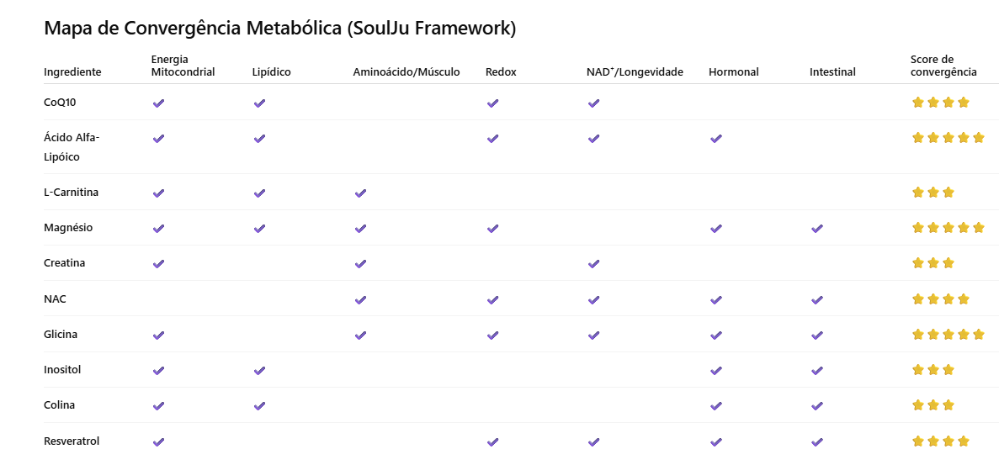 Mapa de Convergência Metabólica (SoulJu Framework)
Ingrediente Energia Mitocondrial Lipídico Aminoácido/Músculo Redox NAD⁺/Longevidade Hormonal Intestinal Score de convergência
CoQ10 ✔ ✔ ✔ ✔ ⭐⭐⭐⭐
Ácido Alfa-Lipóico ✔ ✔ ✔ ✔ ✔ ⭐⭐⭐⭐⭐
L-Carnitina ✔ ✔ ✔ ⭐⭐⭐
Magnésio ✔ ✔ ✔ ✔ ✔ ✔ ⭐⭐⭐⭐⭐
Creatina ✔ ✔ ✔ ⭐⭐⭐
NAC ✔ ✔ ✔ ✔ ✔ ⭐⭐⭐⭐
Glicina ✔ ✔ ✔ ✔ ✔ ✔ ⭐⭐⭐⭐⭐
Inositol ✔ ✔ ✔ ✔ ⭐⭐⭐
Colina ✔ ✔ ✔ ✔ ⭐⭐⭐
Resveratrol ✔ ✔ ✔ ✔ ✔ ⭐⭐⭐⭐